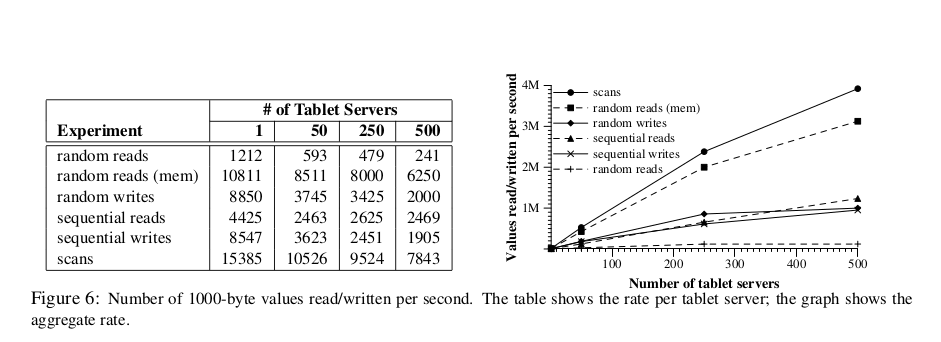 # of Tablet Servers
Experiment 1 50 250 500
random reads 1212 593 479 241
random reads (mem) 10811 8511 8000 6250
random writes 8850 3745 3425 2000
sequential reads 4425 2463 2625 2469
sequential writes 8547 3623 2451 1905
scans 15385 10526 9524 7843
Values read/written per second
4M
3M
2M
1M
scans
random reads (mem)
random writes
sequential reads
sequential writes
random reads
100 200 300 400 500
Number of tablet servers
Figure 6: Number of 1000-byte values read/written per second. The table shows the rate per tablet server; the graph shows the
aggregate rate.